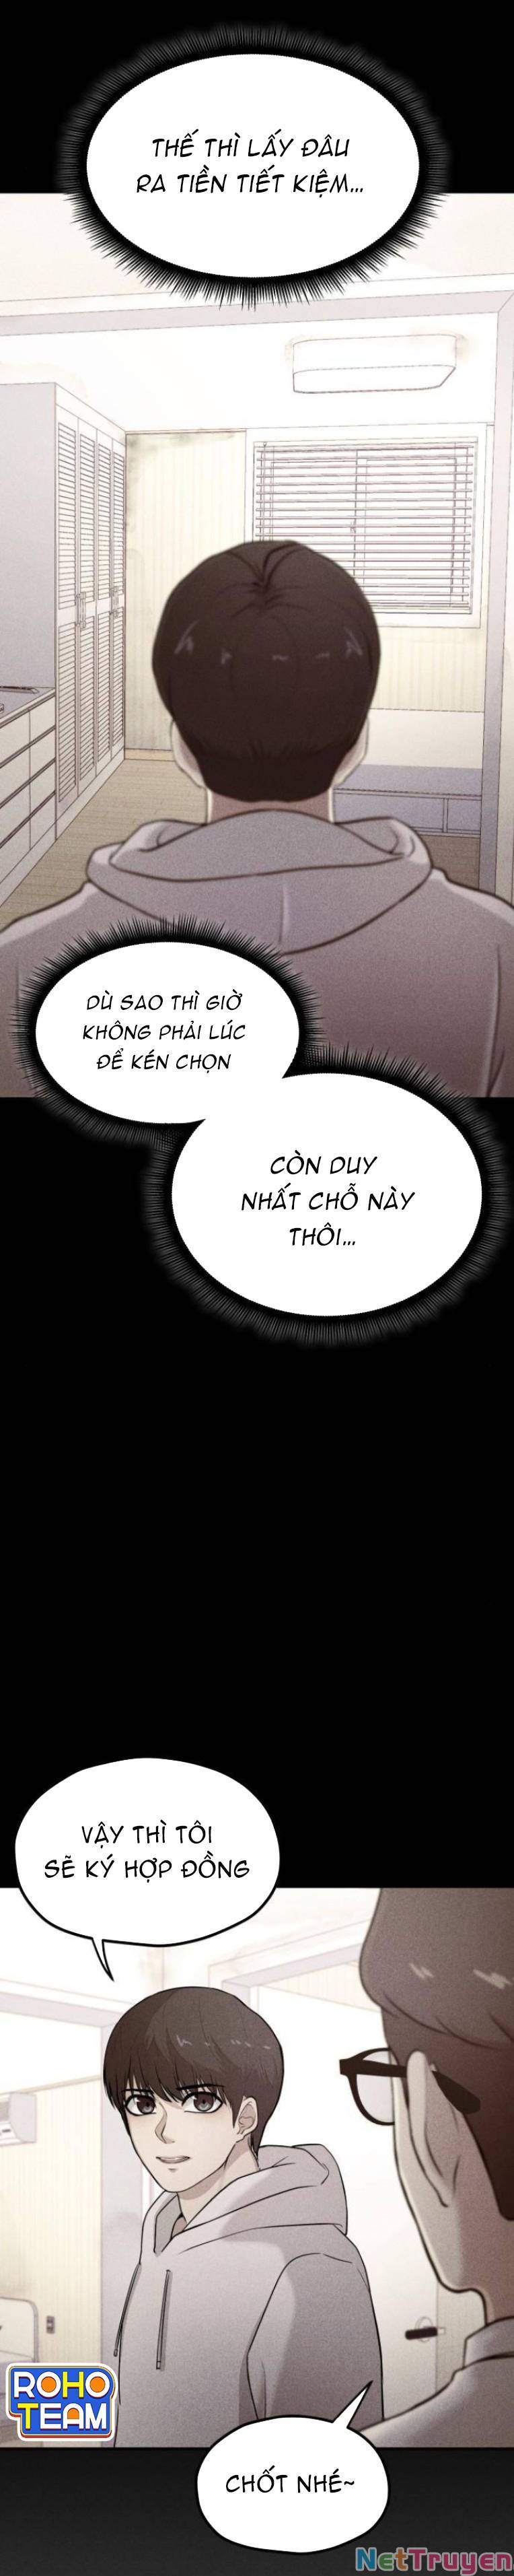 THẾ THÌ LẤY ĐÂU
RA TIỀN TIẾT KIỆM...
DÙ SAO THÌ GIỜ
KHÔNG PHẢI LÚC
ĐỂ KÉN CHỌN
CÒN DUY
NHẤT CHỖ NÀY
THÔI...
VẬY THÌ TÔI
SẼ KÝ HỢP ĐỒNG
ROHO
TEAM
CHỐT NHÉ~
NetTruyen